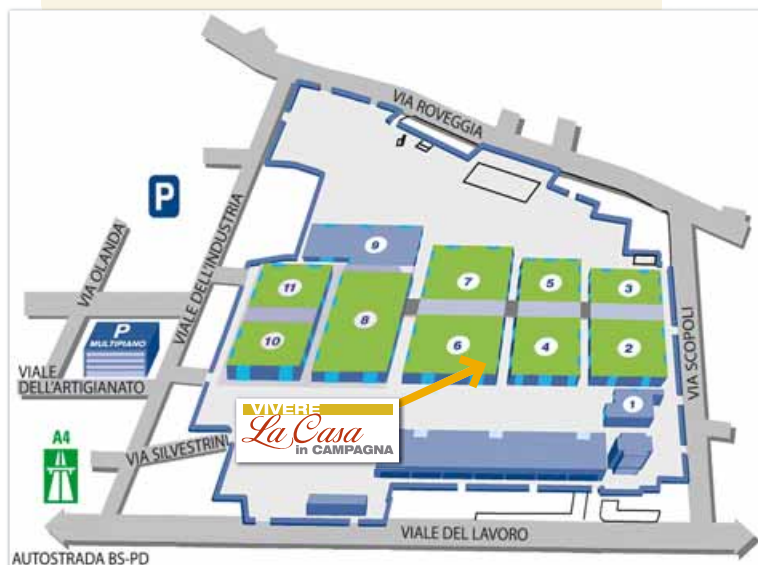 VIA ROVEGGIA
P
VIALE DELL'INDUSTRIA
VIA OLANDA
9
7
5
3
11
8
10
6
4
2
VIA SCOPOLI
P
MULTIPIANO
VIALE
DELL'ARTIGIANATO
1
VIVERE
La Casa
in CAMPAGNA
A4
VIA SILVESTRINI
VIALE DEL LAVORO
AUTOSTRADA BS-PD